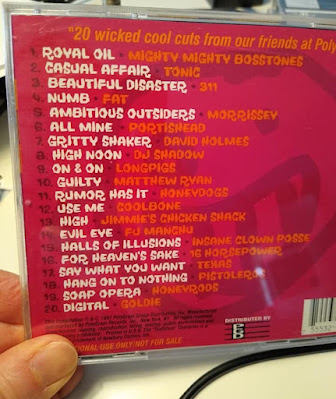 "20 wicked cool cuts from our friends at Poly
1. ROYAL OIL • MIGHTY MIGHTY BOSSTONES
2. CASUAL AFFAIR • TONIC
3. BEAUTIFUL DISASTER • 311
4. NUMB • FAT
5. AMBITIOUS OUTSIDERS • MORRISSEY
6. ALL MINE • PORTISHEAD
7. GRITTY SHAKER • DAVID HOLMES
8. HIGH NOON • DJ SHADOW
9. ON & ON • LONGPIGS
10. GUILTY • MATTHEW RYAN
11. RUMOR HAS IT • HONEYDOGS
12. USE ME • COOLBONE
13. HIGH • JIMMIE'S CHICKEN SHACK
14. EVIL EYE • FU MANCHU
15. HALLS OF ILLUSIONS • INSANE CLOWN POSSE
16. FOR HEAVEN'S SAKE • 16 HORSEPOWER
17. SAY WHAT YOU WANT • TEXAS
18. HANG ON TO NOTHING • PISTOLEROS
19. SOAP OPERA • HONEYRODS
20. DIGITAL • GOLDIE
DISTRIBUTED BY
ONAL USE ONLY/NOT FOR SALE